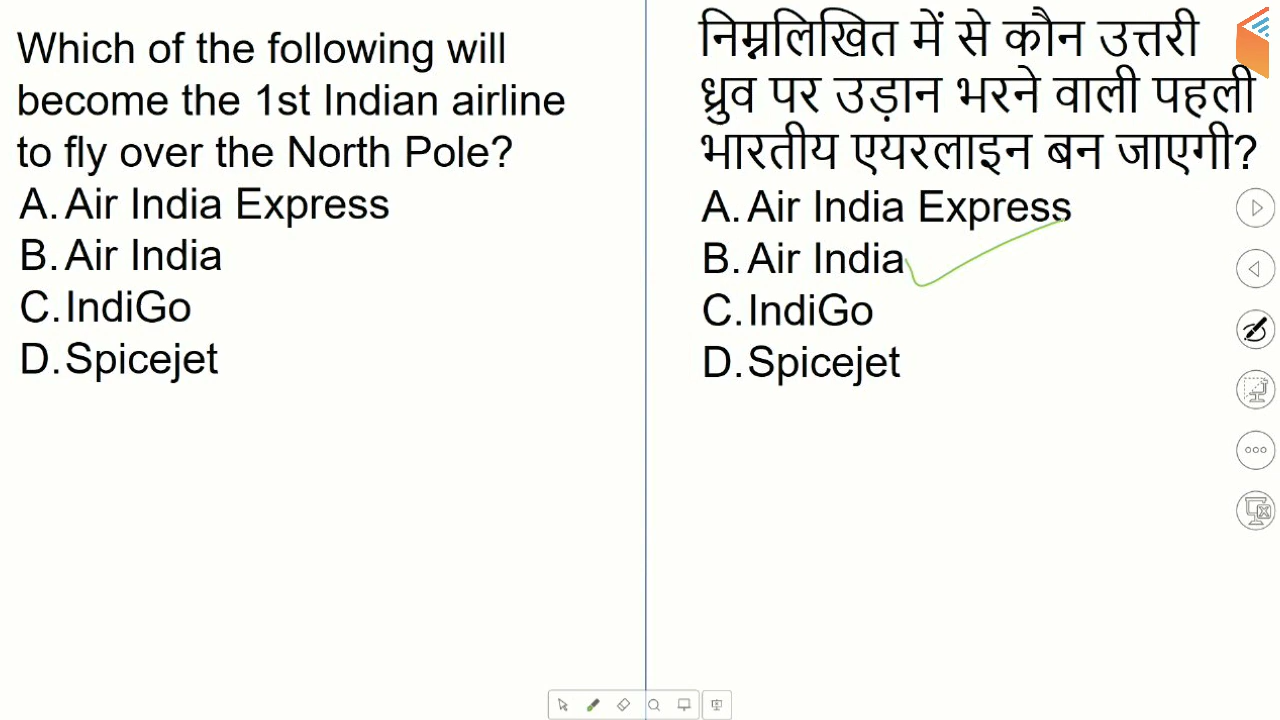 Which of the following will
become the 1st Indian airline
to fly over the North Pole?
A. Air India Express
B. Air India
C. IndiGo
D. Spicejet
निम्नलिखित में से कौन उत्तरी
ध्रुव पर उड़ान भरने वाली पहली
भारतीय एयरलाइन बन जाएगी?
A. Air India Express
B. Air India
C. IndiGo
D. Spicejet